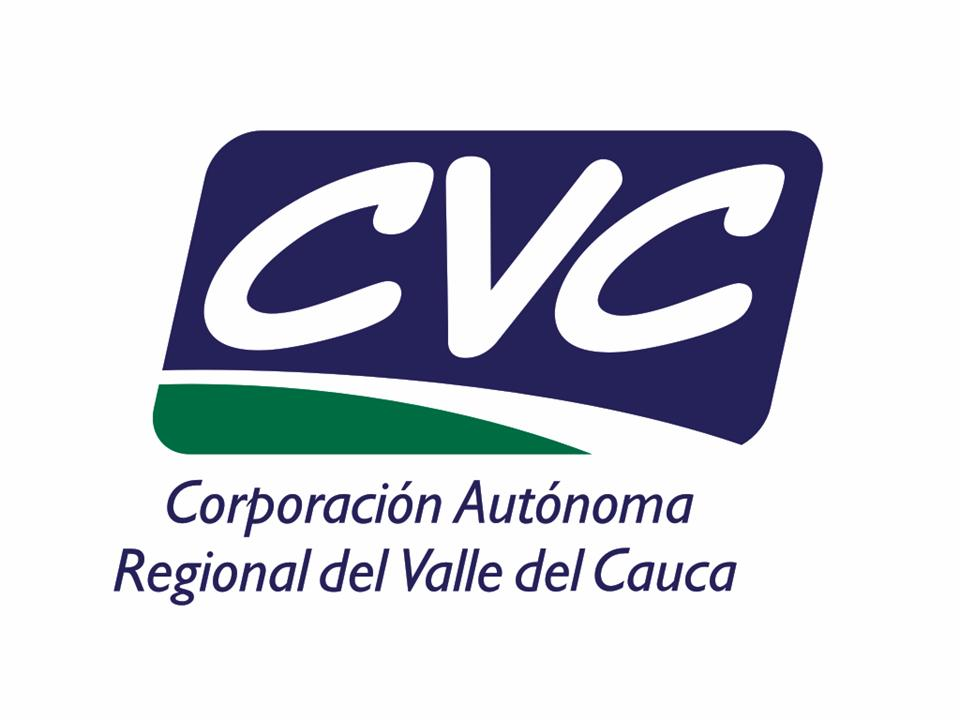 CVC
Corporación Autónoma
Regional del Valle del Cauca